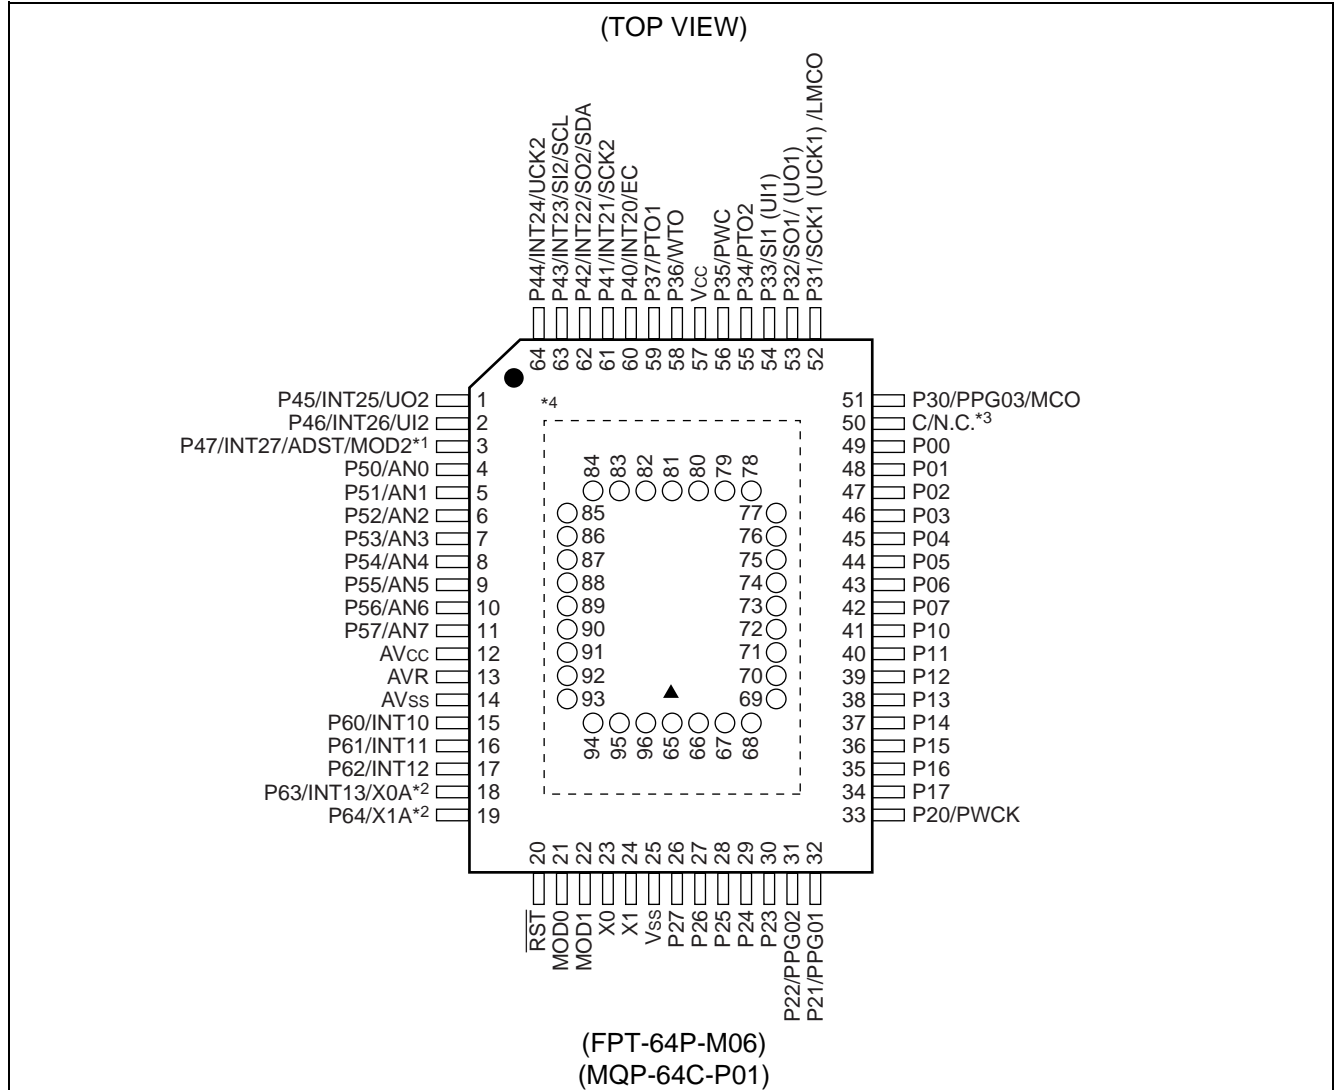 (TOP VIEW)
P44/INT24/UCK2
P43/INT23/SI2/SCL
P42/INT22/SO2/SDA
P41/INT21/SCK2
P40/INT20/EC
P37/PTO1
P36/WTO
Vcc
P35/PWC
P34/PTO2
P33/SI1 (UI1)
P32/SO1/ (UO1)
P31/SCK1 (UCK1) /LMCO
64 63 62 61 60 59 58 57 56 55 54 53 52
P45/INT25/UO2 1 *4 51 P30/PPG03/MCO
P46/INT26/UI2 2 50 C/N.C.*3
P47/INT27/ADST/MOD2*1 3 49 P00
P50/AN0 4 48 P01
P51/AN1 5 47 P02
P52/AN2 6 46 P03
P53/AN3 7 45 P04
P54/AN4 8 44 P05
P55/AN5 9 43 P06
P56/AN6 10 42 P07
P57/AN7 11 41 P10
AVcc 12 40 P11
AVR 13 39 P12
AVss 14 38 P13
P60/INT10 15 37 P14
P61/INT11 16 36 P15
P62/INT12 17 35 P16
P63/INT13/X0A*2 18 34 P17
P64/X1A*2 19 33 P20/PWCK
84 83 82 81 80 79 78
85 77
86 76
87 75
88 74
89 73
90 72
91 71
92 70
93 69
94 95 96 65 66 67 68
20 21 22 23 24 25 26 27 28 29 30 31 32
RST
MOD0
MOD1
X0
X1
Vss
P27
P26
P25
P24
P23
P22/PPG02
P21/PPG01
(FPT-64P-M06)
(MQP-64C-P01)